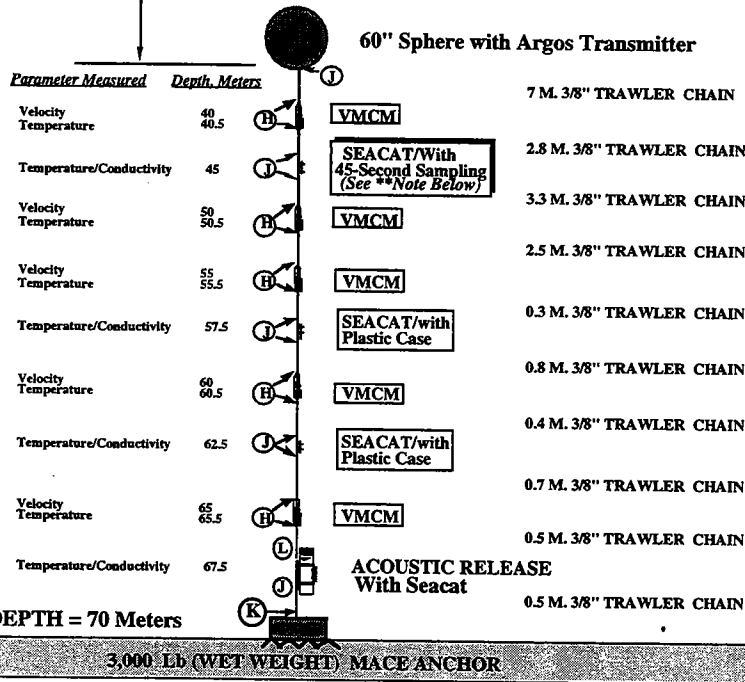 60" Sphere with Argos Transmitter
J
Parameter Measured Depth, Meters
7 M. 3/8" TRAWLER CHAIN
Velocity 40
Temperature 40.5
H
VMCM
2.8 M. 3/8" TRAWLER CHAIN
Temperature/Conductivity 45
J
SEACAT/With
45-Second Sampling
(See **Note Below)
3.3 M. 3/8" TRAWLER CHAIN
Velocity 50
Temperature 50.5
H
VMCM
2.5 M. 3/8" TRAWLER CHAIN
Velocity 55
Temperature 55.5
H
VMCM
0.3 M. 3/8" TRAWLER CHAIN
Temperature/Conductivity 57.5
J
SEACAT/with
Plastic Case
0.8 M. 3/8" TRAWLER CHAIN
Velocity 60
Temperature 60.5
H
VMCM
0.4 M. 3/8" TRAWLER CHAIN
Temperature/Conductivity 62.5
J
SEACAT/with
Plastic Case
0.7 M. 3/8" TRAWLER CHAIN
Velocity 65
Temperature 65.5
H
VMCM
0.5 M. 3/8" TRAWLER CHAIN
L
Temperature/Conductivity 67.5
J
ACOUSTIC RELEASE
With Seacat
0.5 M. 3/8" TRAWLER CHAIN
K
DEPTH = 70 Meters
3,000 Lb (WET WEIGHT) MACE ANCHOR